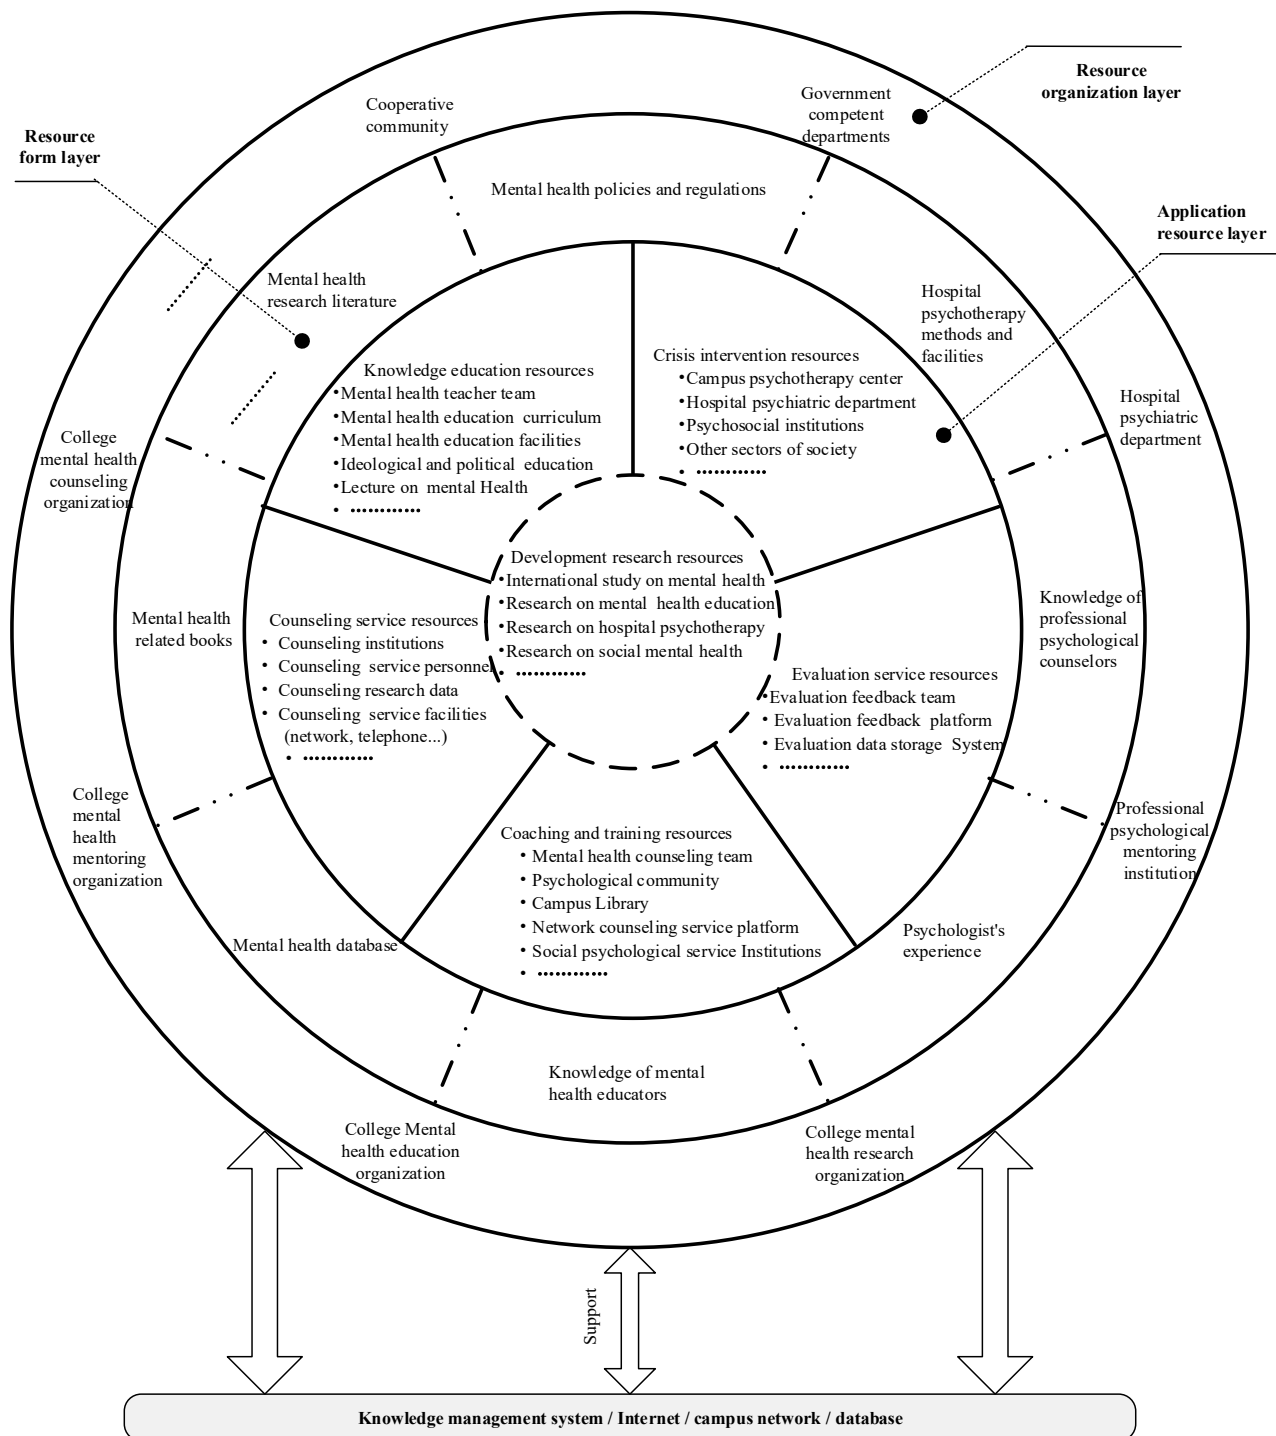 Resource
organization layer
Government
competent
departments
Cooperative
community
Resource
form layer
Mental health policies and regulations
Application
resource layer
Mental health
research literature
Hospital
psychotherapy
methods and
facilities
Crisis intervention resources
•Campus psychotherapy center
•Hospital psychiatric department
•Psychosocial institutions
•Other sectors of society
• ••••••••••••
Knowledge education resources
•Mental health teacher team
•Mental health education curriculum
•Mental health education facilities
•Ideological and political education
•Lecture on mental Health
• ••••••••••••
Hospital
psychiatric
department
College
mental health
counseling
organization
Development research resources
•International study on mental health
•Research on mental health education
•Research on hospital psychotherapy
•Research on social mental health
• ••••••••••••
Mental health
related books
Counseling service resources
• Counseling institutions
• Counseling service personnel
• Counseling research data
• Counseling service facilities
(network, telephone...)
• ••••••••••••
Knowledge of
professional
psychological
counselors
Evaluation service resources
•Evaluation feedback team
• Evaluation feedback platform
• Evaluation data storage System
• ••••••••••••
College
mental
health
mentoring
organization
Professional
psychological
mentoring
institution
Coaching and training resources
• Mental health counseling team
• Psychological community
• Campus Library
• Network counseling service platform
• Social psychological service Institutions
• ••••••••••••
Mental health database
Psychologist's
experience
Knowledge of mental
health educators
College Mental
health education
organization
College mental
health research
organization
Support
Knowledge management system / Internet / campus network / database